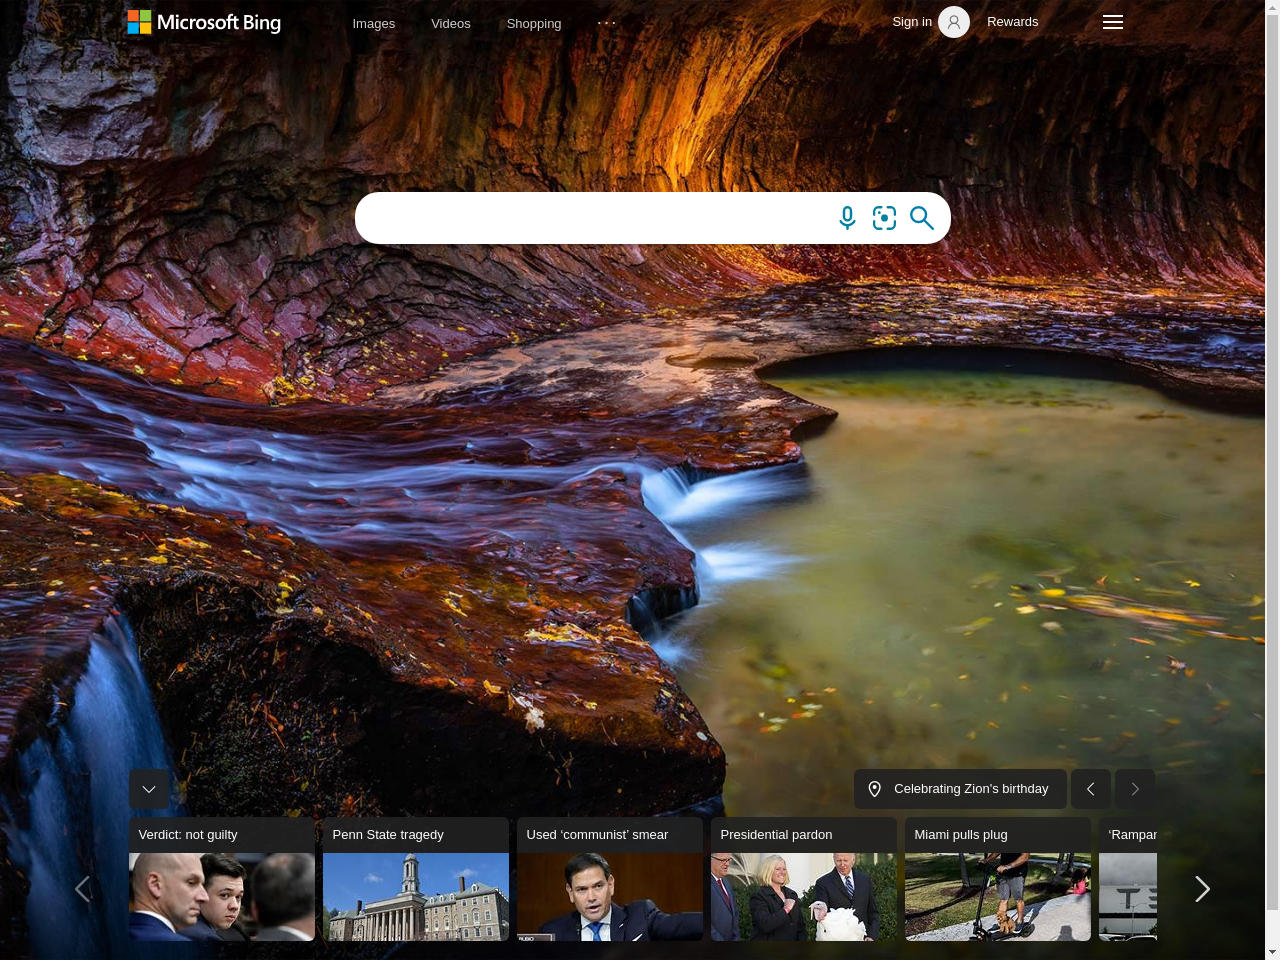 Microsoft Bing
Images
Videos
Shopping
Sign in
Rewards
Celebrating Zion's birthday
Verdict: not guilty
Penn State tragedy
Used ‘communist’ smear
Presidential pardon
Miami pulls plug
‘Rampar
RUBIO